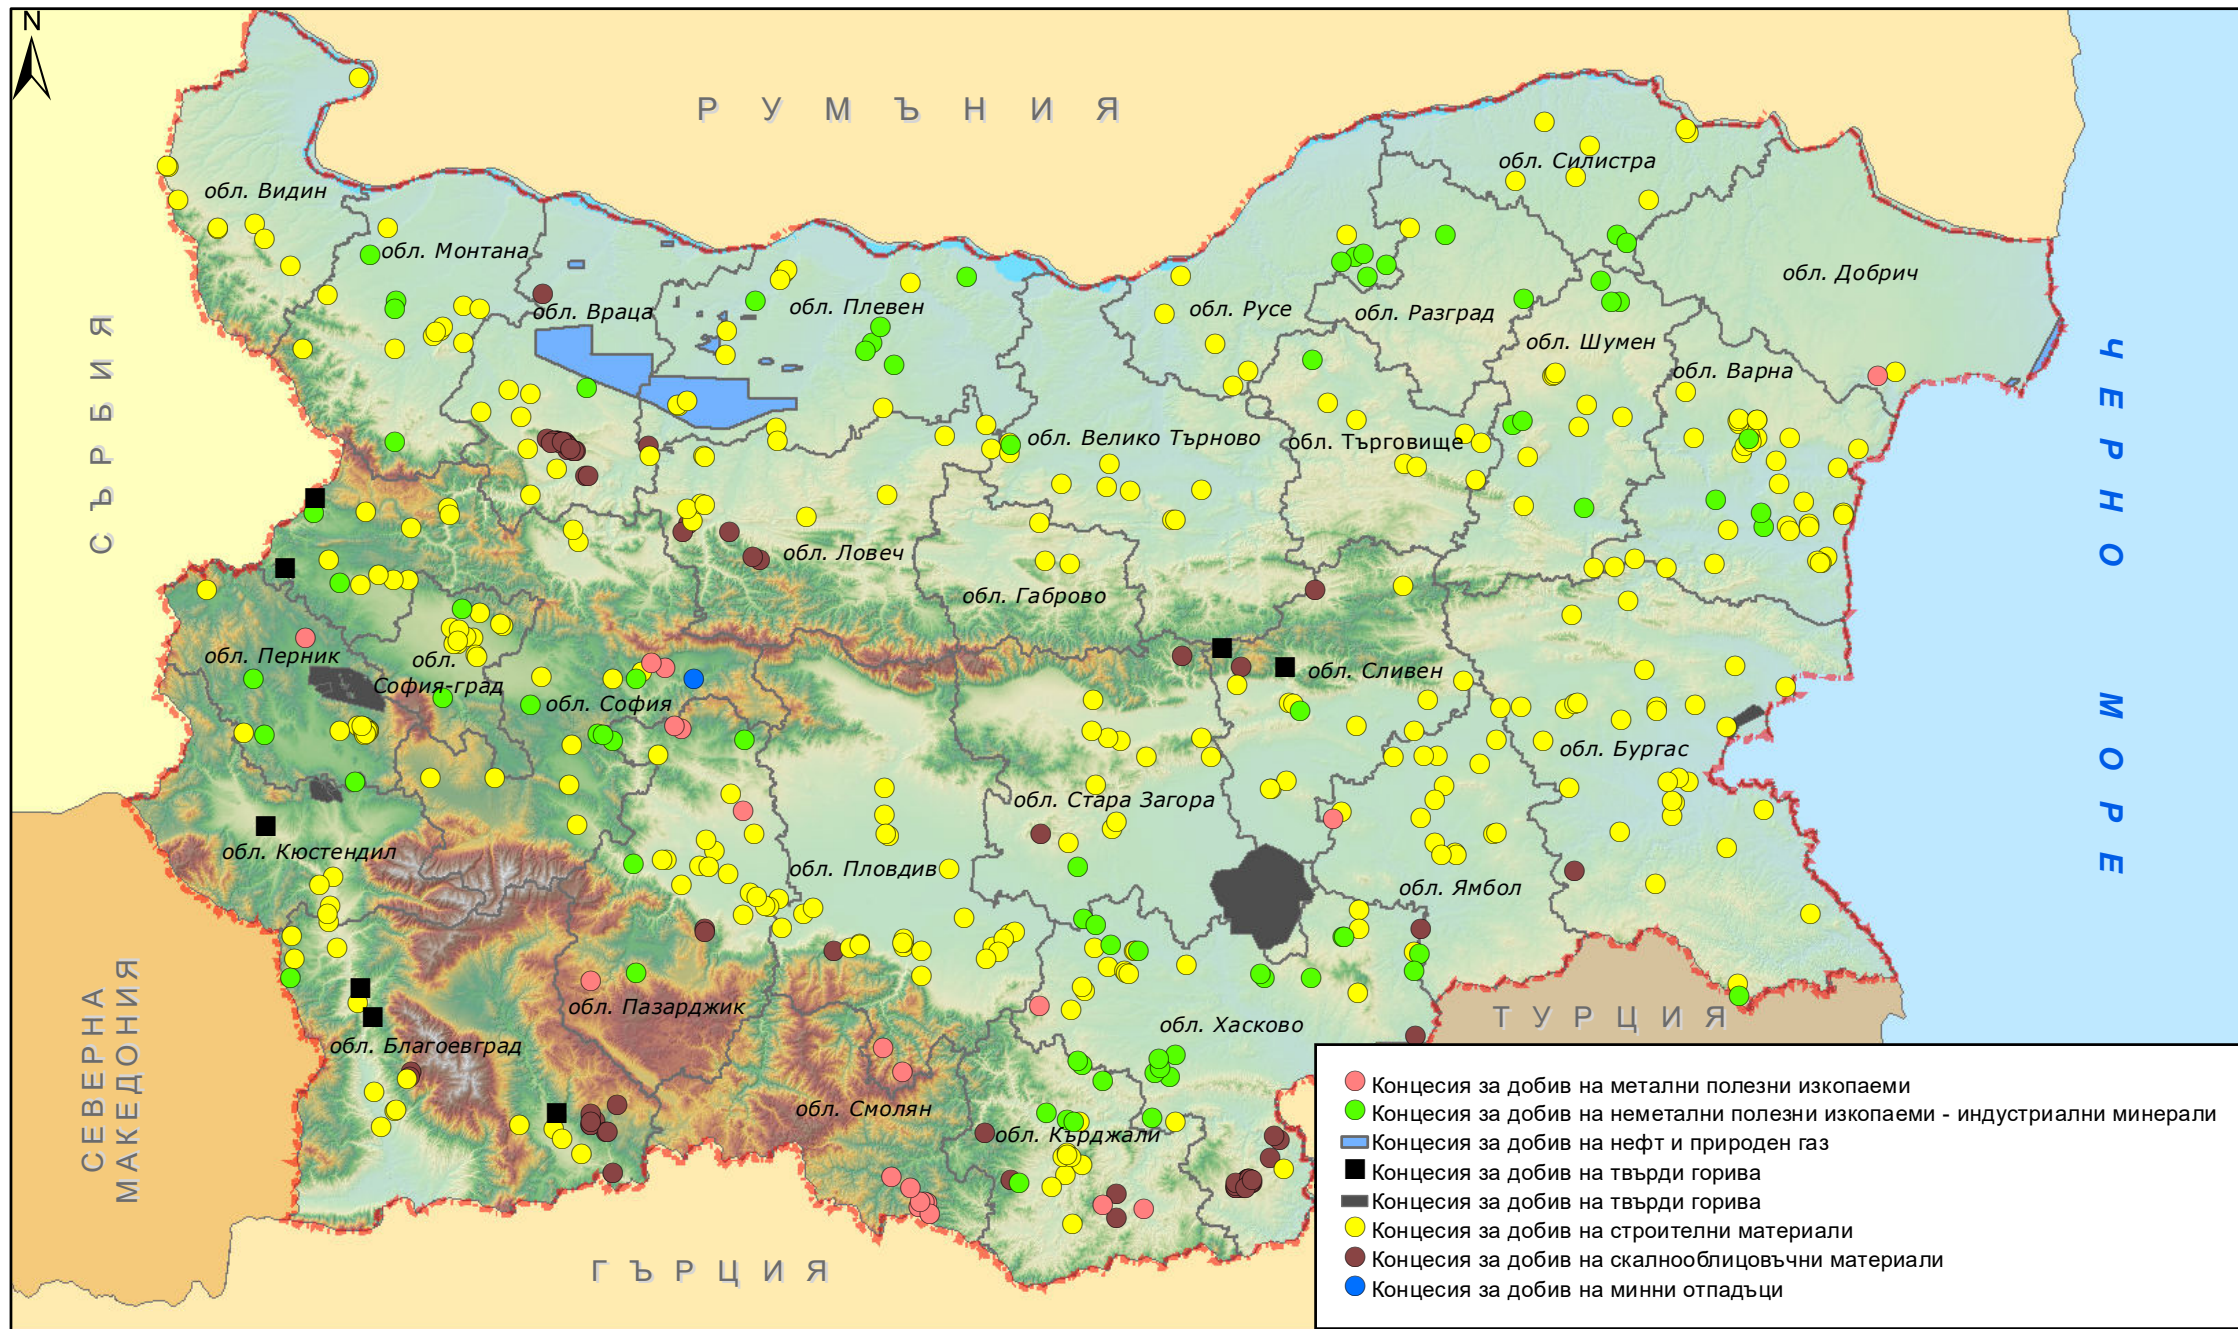 N
РУМЪНИЯ
обл. Силистра
обл. Видин
обл. Монтана
обл. Добрич
обл. Враца
обл. Плевен
обл. Русе
обл. Разград
обл. Шумен
обл. Варна
СЪРБИЯ
ЧЕРНО МОРЕ
обл. Велико Търново
обл. Търговище
обл. Ловеч
обл. Габрово
обл. Перник
обл.
София-град
обл. София
обл. Сливен
обл. Бургас
обл. Стара Загора
обл. Кюстендил
обл. Пловдив
обл. Ямбол
СЕВЕРНА
МАКЕДОНИЯ
обл. Пазарджик
обл. Хасково
ТУРЦИЯ
обл. Благоевград
обл. Смолян
обл. Кърджали
ГЪРЦИЯ
Концесия за добив на метални полезни изкопаеми
Концесия за добив на неметални полезни изкопаеми - индустриални минерали
Концесия за добив на нефт и природен газ
Концесия за добив на твърди горива
Концесия за добив на твърди горива
Концесия за добив на строителни материали
Концесия за добив на скалнооблицовъчни материали
Концесия за добив на минни отпадъци